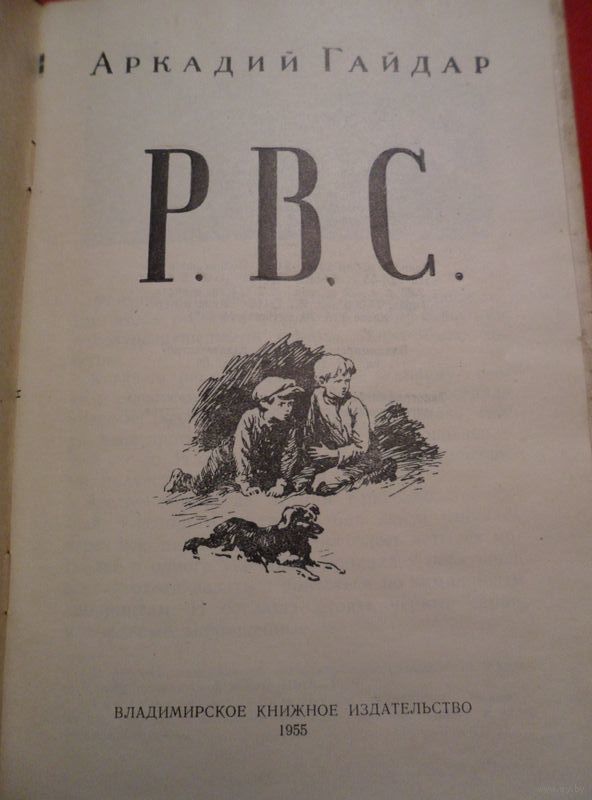 АРКАДИЙ ГАЙДАР
Р. В. С.
ВЛАДИМИРСКОЕ КНИЖНОЕ ИЗДАТЕЛЬСТВО
1955